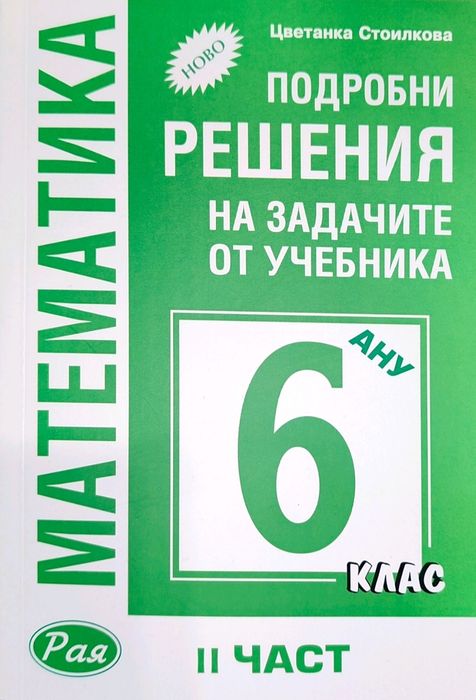 Цветанка Стоилкова
НОВО
ПОДРОБНИ
РЕШЕНИЯ
НА ЗАДАЧИТЕ
ОТ УЧЕБНИКА
МАТЕМАТИКА
АНУ
6
КЛАС
Рая
II ЧАСТ